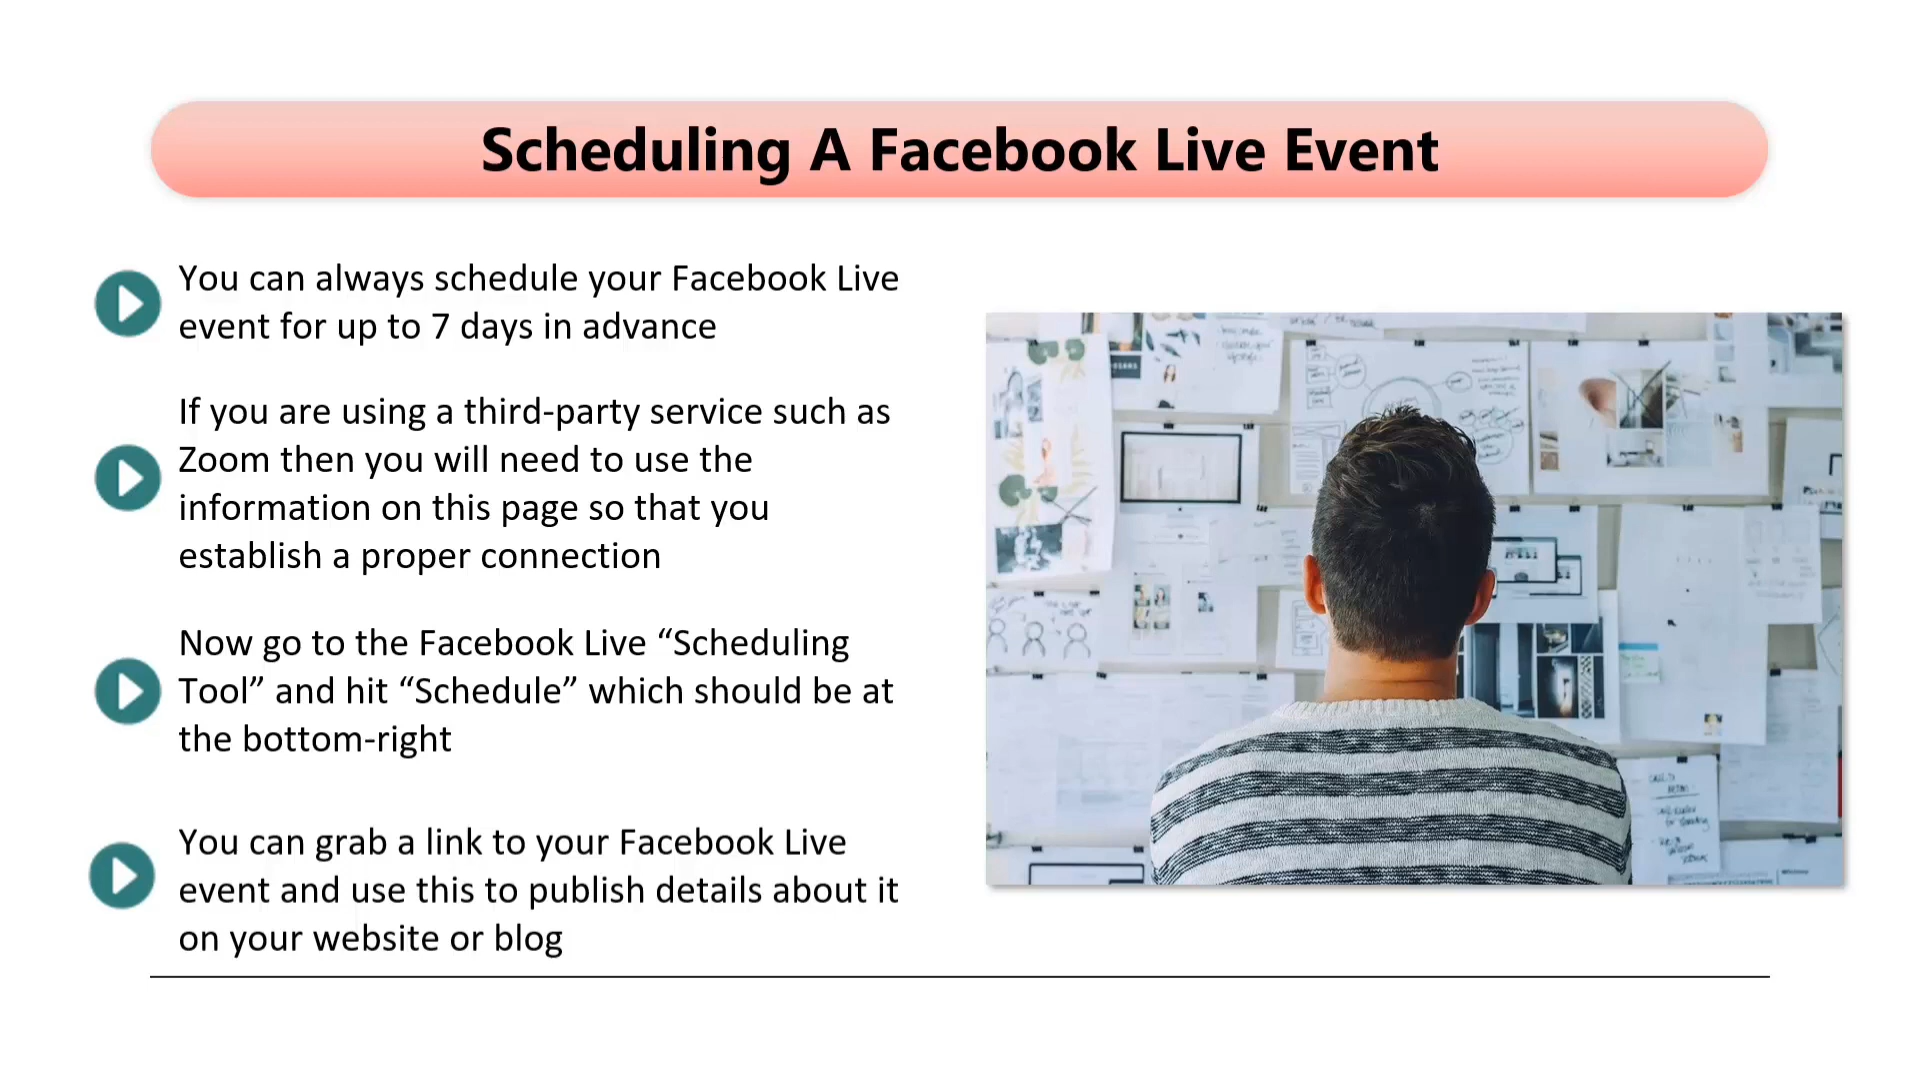 Scheduling A Facebook Live Event
You can always schedule your Facebook Live
event for up to 7 days in advance
If you are using a third-party service such as
Zoom then you will need to use the
information on this page so that you
establish a proper connection
Now go to the Facebook Live “Scheduling
Tool” and hit “Schedule” which should be at
the bottom-right
You can grab a link to your Facebook Live
event and use this to publish details about it
on your website or blog